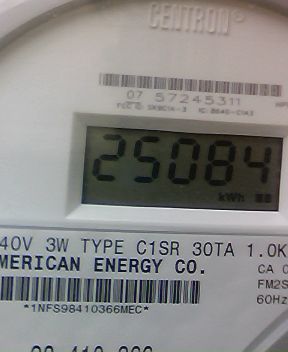 CENTRON®
07 57245311
25084
kWh
40V 3W TYPE C1SR 30TA 1.0K
MERICAN ENERGY CO.
CA 0
FM2S
60Hz
*1NFS98410366MEC*